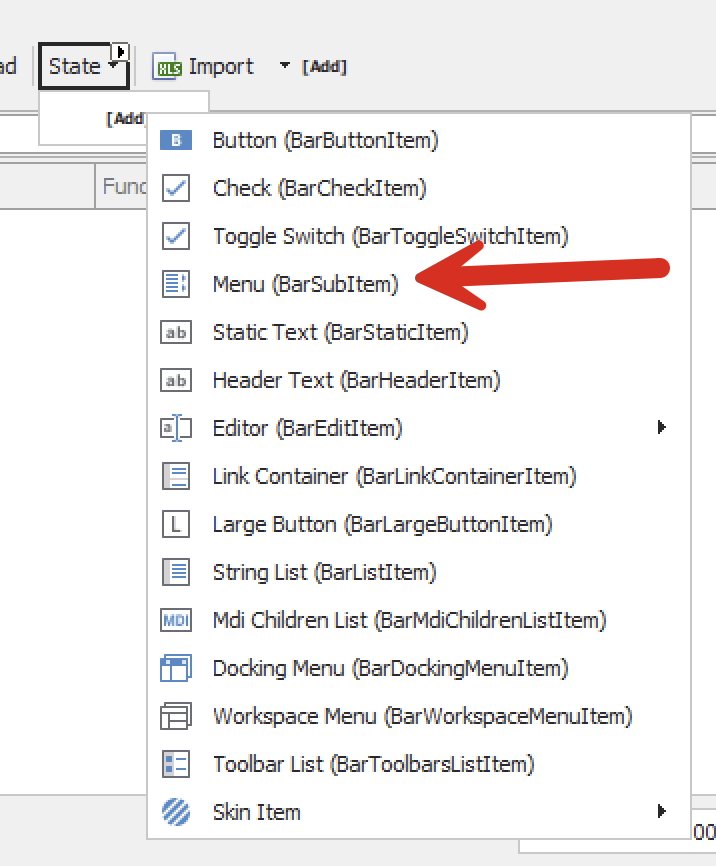 ad State XLS Import [Add]
[Add]
Func
B Button (BarButtonItem)
Check (BarCheckItem)
Toggle Switch (BarToggleSwitchItem)
Menu (BarSubItem)
ab Static Text (BarStaticItem)
ab Header Text (BarHeaderItem)
a Editor (BarEditItem)
Link Container (BarLinkContainerItem)
L Large Button (BarLargeButtonItem)
String List (BarListItem)
MDI Mdi Children List (BarMdiChildrenListItem)
Docking Menu (BarDockingMenuItem)
Workspace Menu (BarWorkspaceMenuItem)
Toolbar List (BarToolbarsListItem)
Skin Item
00